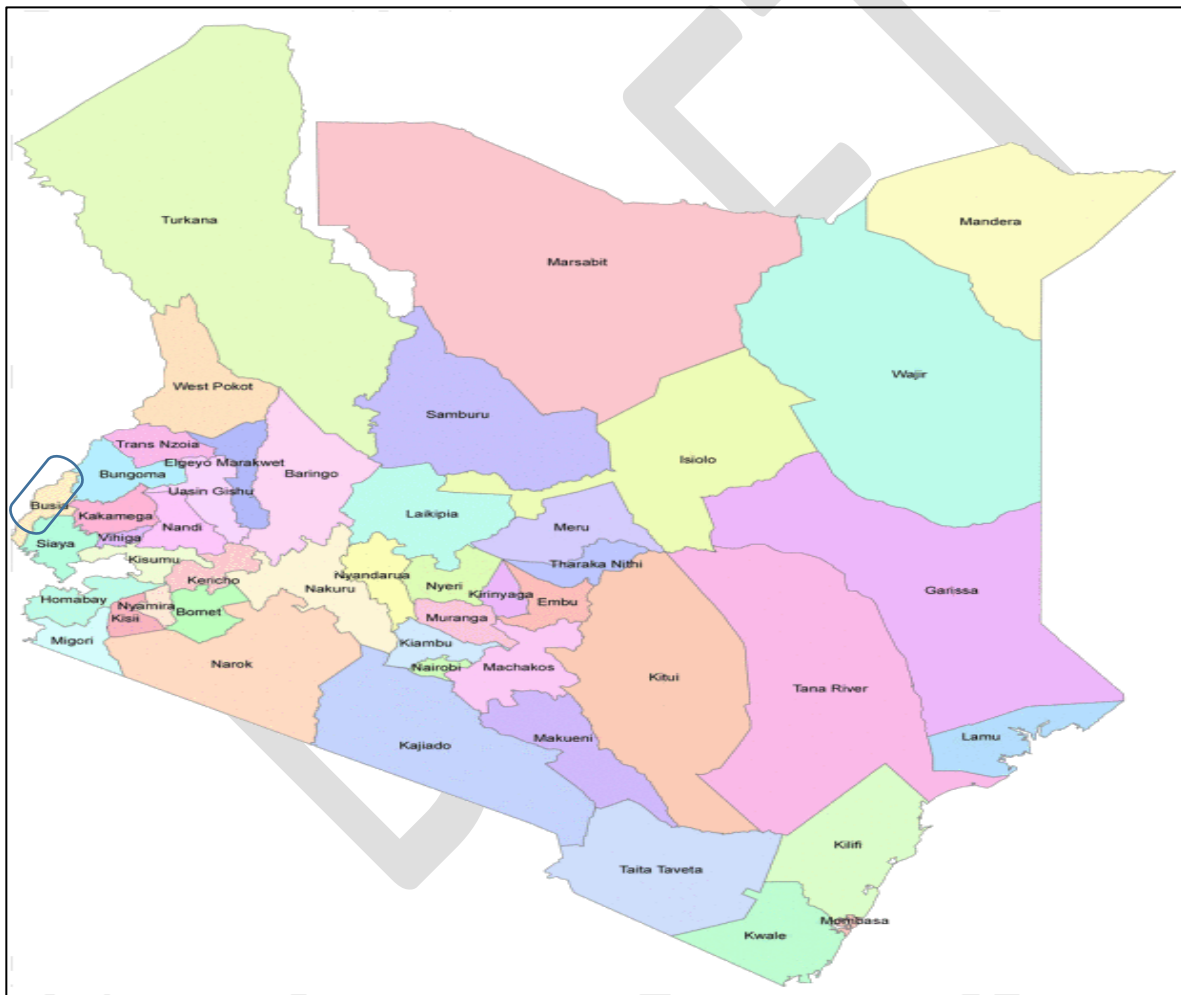 Turkana
Mandera
Marsabit
Wajir
West Pokot
Samburu
Trans Nzoia
Elgeyo Marakwet
Isiolo
Bungoma
Baringo
Uasin Gishu
Busia
Kakamega
Laikipia
Meru
Nandi
Siaya
Vihiga
Kisumu
Tharaka Nithi
Nyandarua
Kericho
Nyeri
Nakuru
Garissa
Kirinyaga
Homabay
Embu
Nyamira
Bomet
Kisii
Muranga
Migori
Kiambu
Narok
Nairobi
Machakos
Kitui
Tana River
Makueni
Lamu
Kajiado
Kilifi
Taita Taveta
Mombasa
Kwale